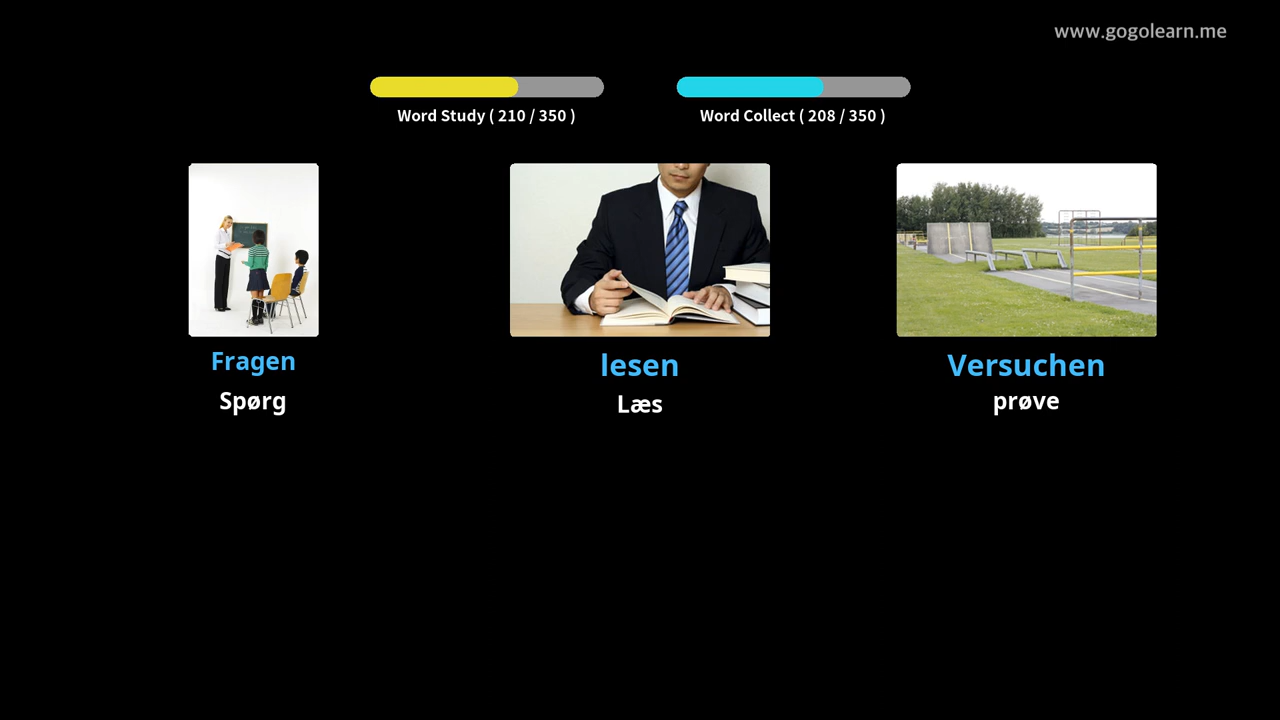 www.gogolearn.me
Word Study ( 210 / 350 )
Word Collect ( 208 / 350 )
Fragen
Spørg
lesen
Læs
Versuchen
prøve